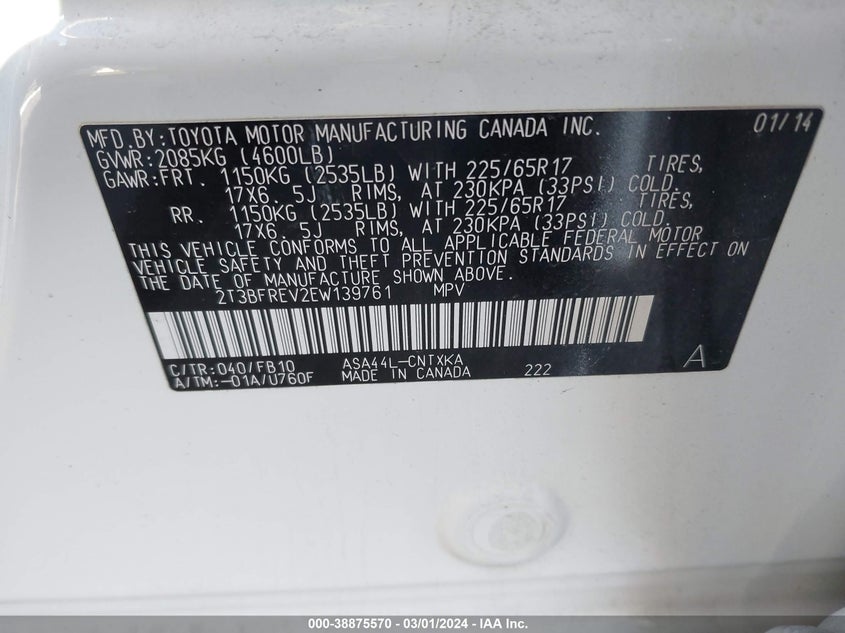 MFD.BY:TOYOTA MOTOR MANUFACTURING CANADA INC. 01/14
GVWR:2085KG (4600LB)
GAWR:FRT. 1150KG (2535LB) WITH 225/65R17 TIRES,
17X6. 5J RIMS, AT 230KPA (33PSI) COLD.
RR. 1150KG (2535LB) WITH 225/65R17 TIRES,
17X6. 5J RIMS, AT 230KPA (33PSI) COLD.
THIS VEHICLE CONFORMS TO ALL APPLICABLE FEDERAL MOTOR
VEHICLE SAFETY AND THEFT PREVENTION STANDARDS IN EFFECT ON
THE DATE OF MANUFACTURE SHOWN ABOVE.
2T3BFREV2EW139761 MPV
C/TR:040/FB10 ASA44L-CNTXKA
A/TM:-01A/U760F MADE IN CANADA 222 A
000-38875570 - 03/01/2024 - IAA Inc.